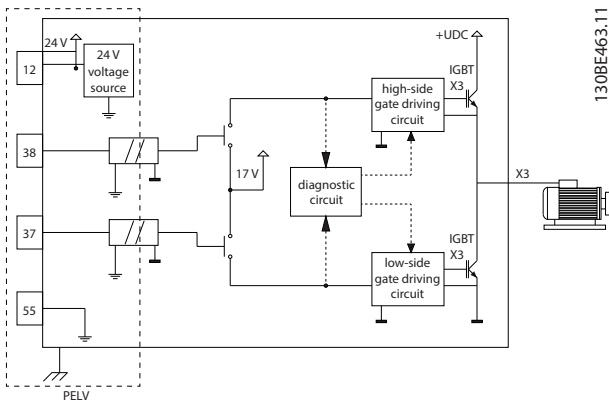 130BE463.11
+UDC
24 V
12
24 V
voltage
source
IGBT
X3
high-side
gate driving
circuit
38
17 V
diagnostic
circuit
X3
37
IGBT
X3
low-side
gate driving
circuit
55
PELV